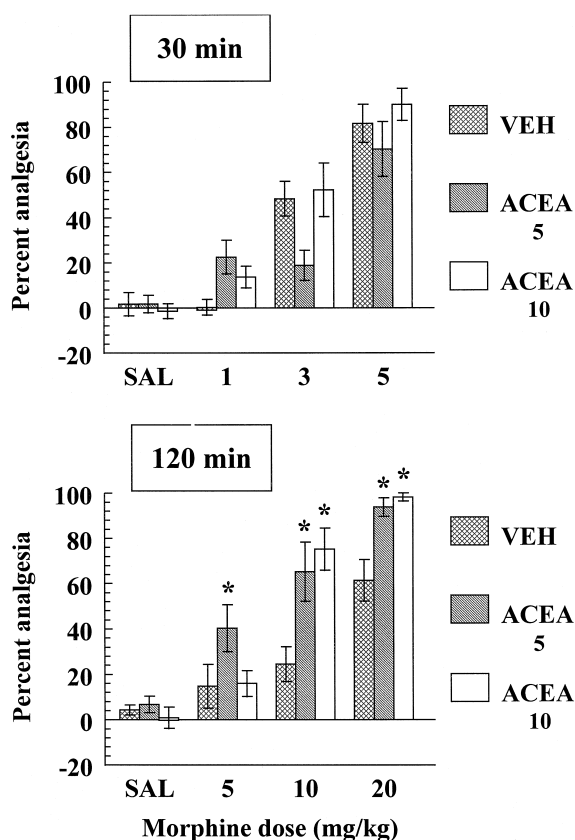 30 min
Percent analgesia
100
80
60
40
20
0
-20
SAL 1 3 5
VEH
ACEA
5
ACEA
10
120 min
Percent analgesia
100
80
60
40
20
0
-20
* * * * *
SAL 5 10 20
Morphine dose (mg/kg)
VEH
ACEA
5
ACEA
10